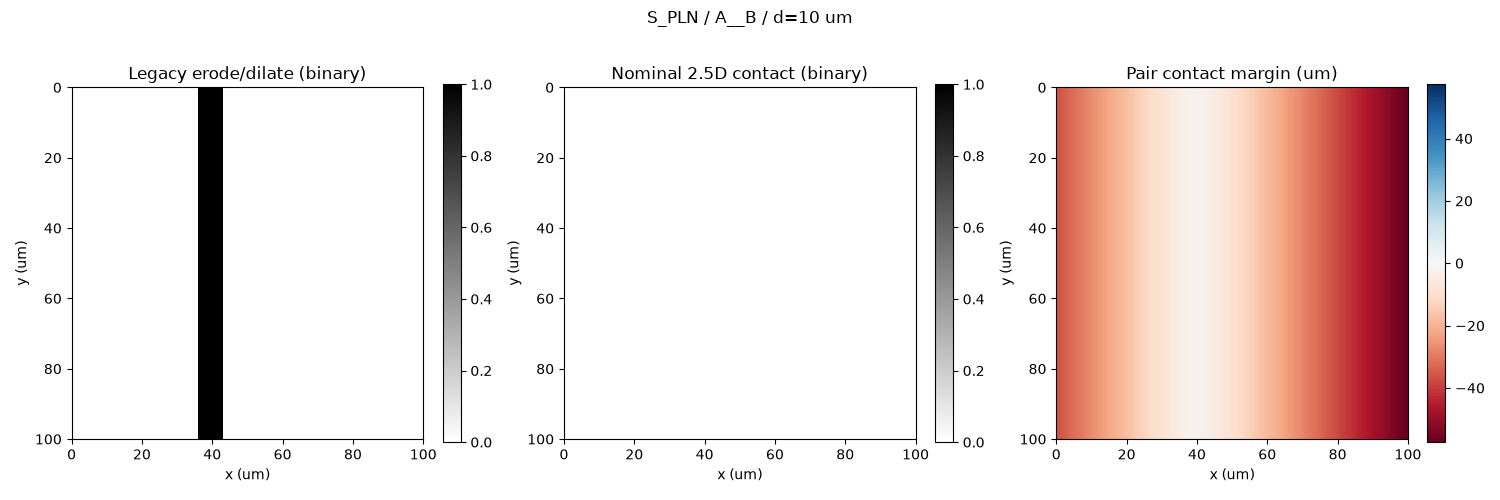 S_PLN / A__B / d=10 um
Legacy erode/dilate (binary)
0
20
40
60
80
100
y (um)
0 20 40 60 80 100
x (um)
1.0
0.8
0.6
0.4
0.2
0.0
Nominal 2.5D contact (binary)
0
20
40
60
80
100
y (um)
0 20 40 60 80 100
x (um)
1.0
0.8
0.6
0.4
0.2
0.0
Pair contact margin (um)
0
20
40
60
80
100
y (um)
0 20 40 60 80 100
x (um)
40
20
0
−20
−40